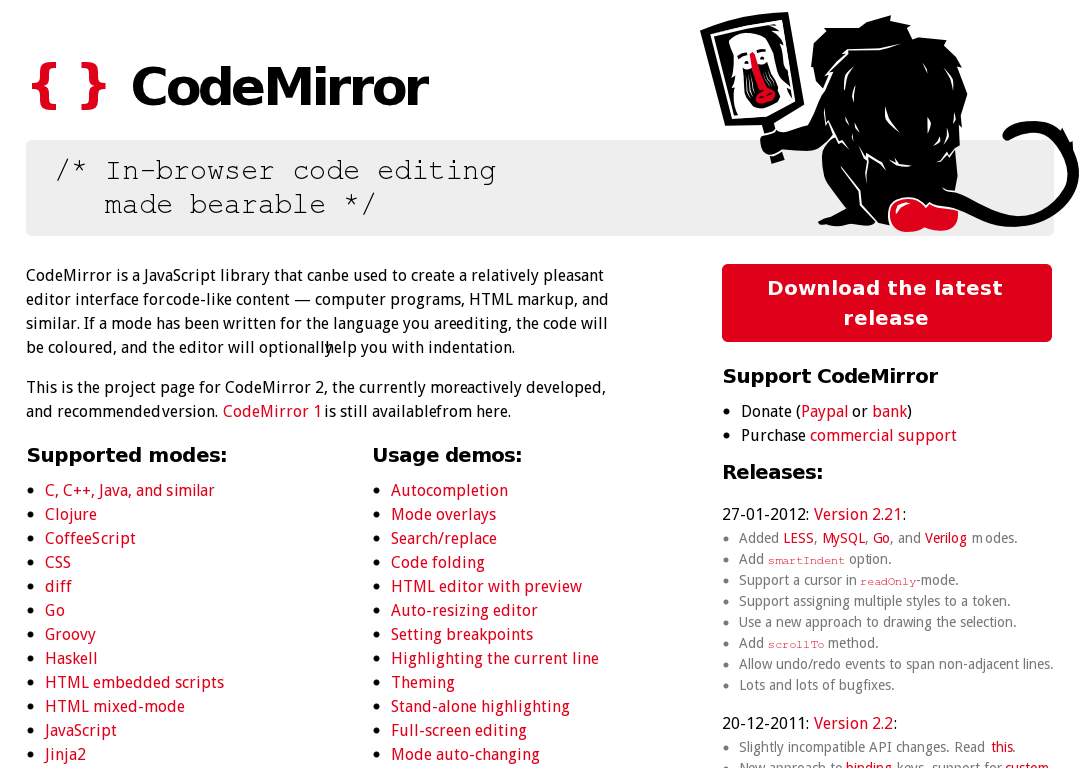 { } CodeMirror
/* In-browser code editing
made bearable */
CodeMirror is a JavaScript library that canbe used to create a relatively pleasant
editor interface forcode-like content — computer programs, HTML markup, and
similar. If a mode has been written for the language you areediting, the code will
be coloured, and the editor will optionallyhelp you with indentation.
This is the project page for CodeMirror 2, the currently moreactively developed,
and recommendedversion. CodeMirror 1 is still availablefrom here.
Supported modes:
C, C++, Java, and similar
Clojure
CoffeeScript
CSS
diff
Go
Groovy
Haskell
HTML embedded scripts
HTML mixed-mode
JavaScript
Jinja2
Usage demos:
Autocompletion
Mode overlays
Search/replace
Code folding
HTML editor with preview
Auto-resizing editor
Setting breakpoints
Highlighting the current line
Theming
Stand-alone highlighting
Full-screen editing
Mode auto-changing
Download the latest
release
Support CodeMirror
Donate (Paypal or bank)
Purchase commercial support
Releases:
27-01-2012: Version 2.21:
Added LESS, MySQL, Go, and Verilog modes.
Add smartIndent option.
Support a cursor in readOnly-mode.
Support assigning multiple styles to a token.
Use a new approach to drawing the selection.
Add scrollTo method.
Allow undo/redo events to span non-adjacent lines.
Lots and lots of bugfixes.
20-12-2011: Version 2.2:
Slightly incompatible API changes. Read this.
New approach to binding keys, support for custom